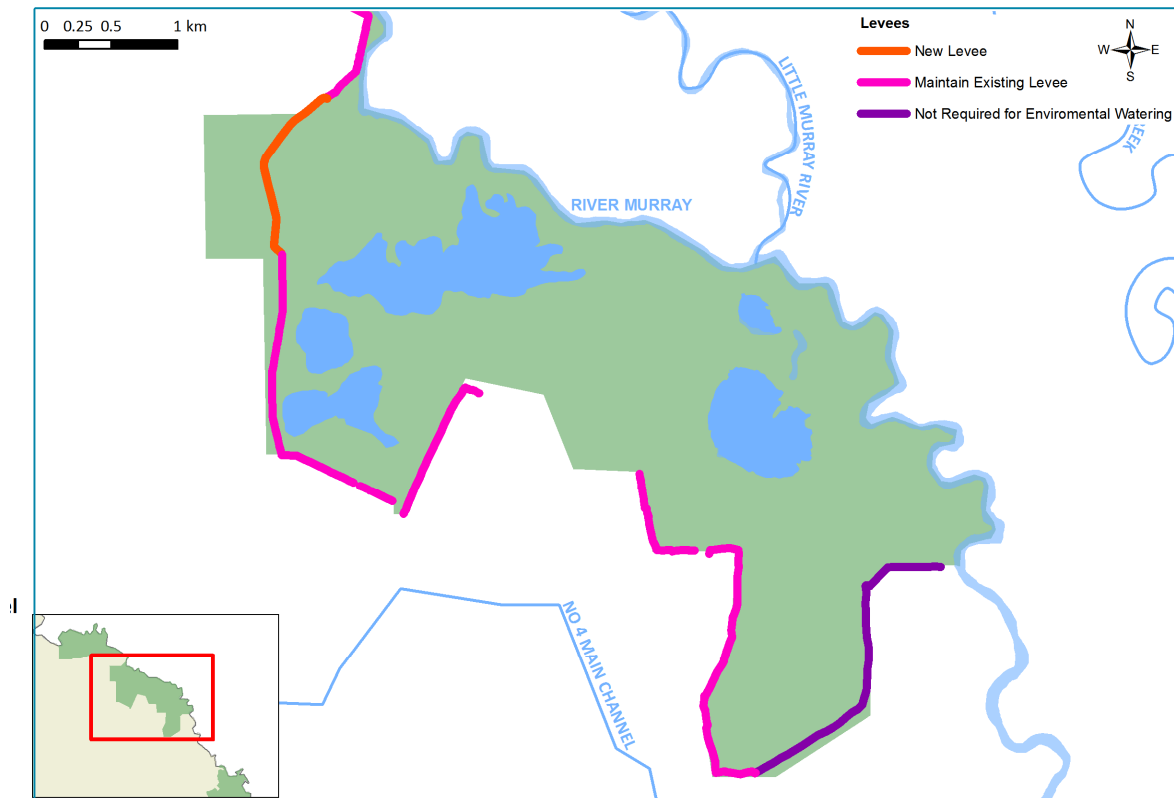 0 0.25 0.5 1 km
Levees
New Levee
Maintain Existing Levee
Not Required for Enviromental Watering
N
W E
S
LITTLE MURRAY RIVER
EEK
RIVER MURRAY
NO 4 MAIN CHANNEL
el